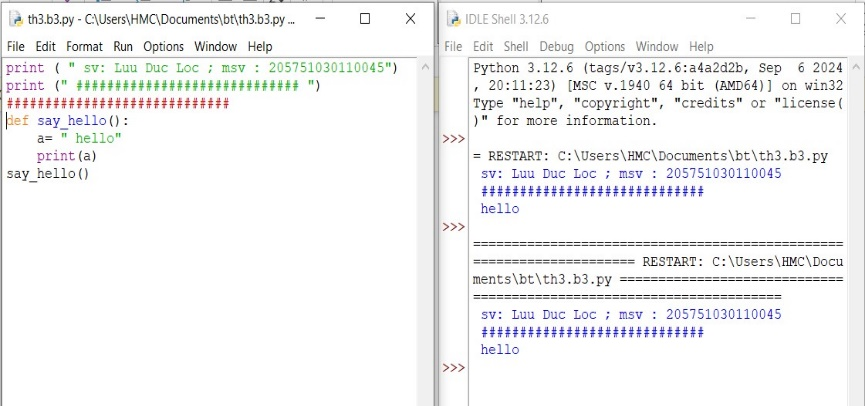 th3.b3.py - C:\Users\HMC\Documents\bt\th3.b3.py ...
File Edit Format Run Options Window Help
print ( " sv: Luu Duc Loc ; msv : 205751030110045")
print (" ############################# ")
#############################
def say_hello():
    a= " hello"
    print(a)
say_hello()
IDLE Shell 3.12.6
File Edit Shell Debug Options Window Help
Python 3.12.6 (tags/v3.12.6:a4a2d2b, Sep  6 2024
, 20:11:23) [MSC v.1940 64 bit (AMD64)] on win32
Type "help", "copyright", "credits" or "license(
)" for more information.
>>>
= RESTART: C:\Users\HMC\Documents\bt\th3.b3.py
 sv: Luu Duc Loc ; msv : 205751030110045
 #############################
 hello
>>>
================================================
===================== RESTART: C:\Users\HMC\Docu
ments\bt\th3.b3.py =============================
========================================
 sv: Luu Duc Loc ; msv : 205751030110045
 #############################
 hello
>>>